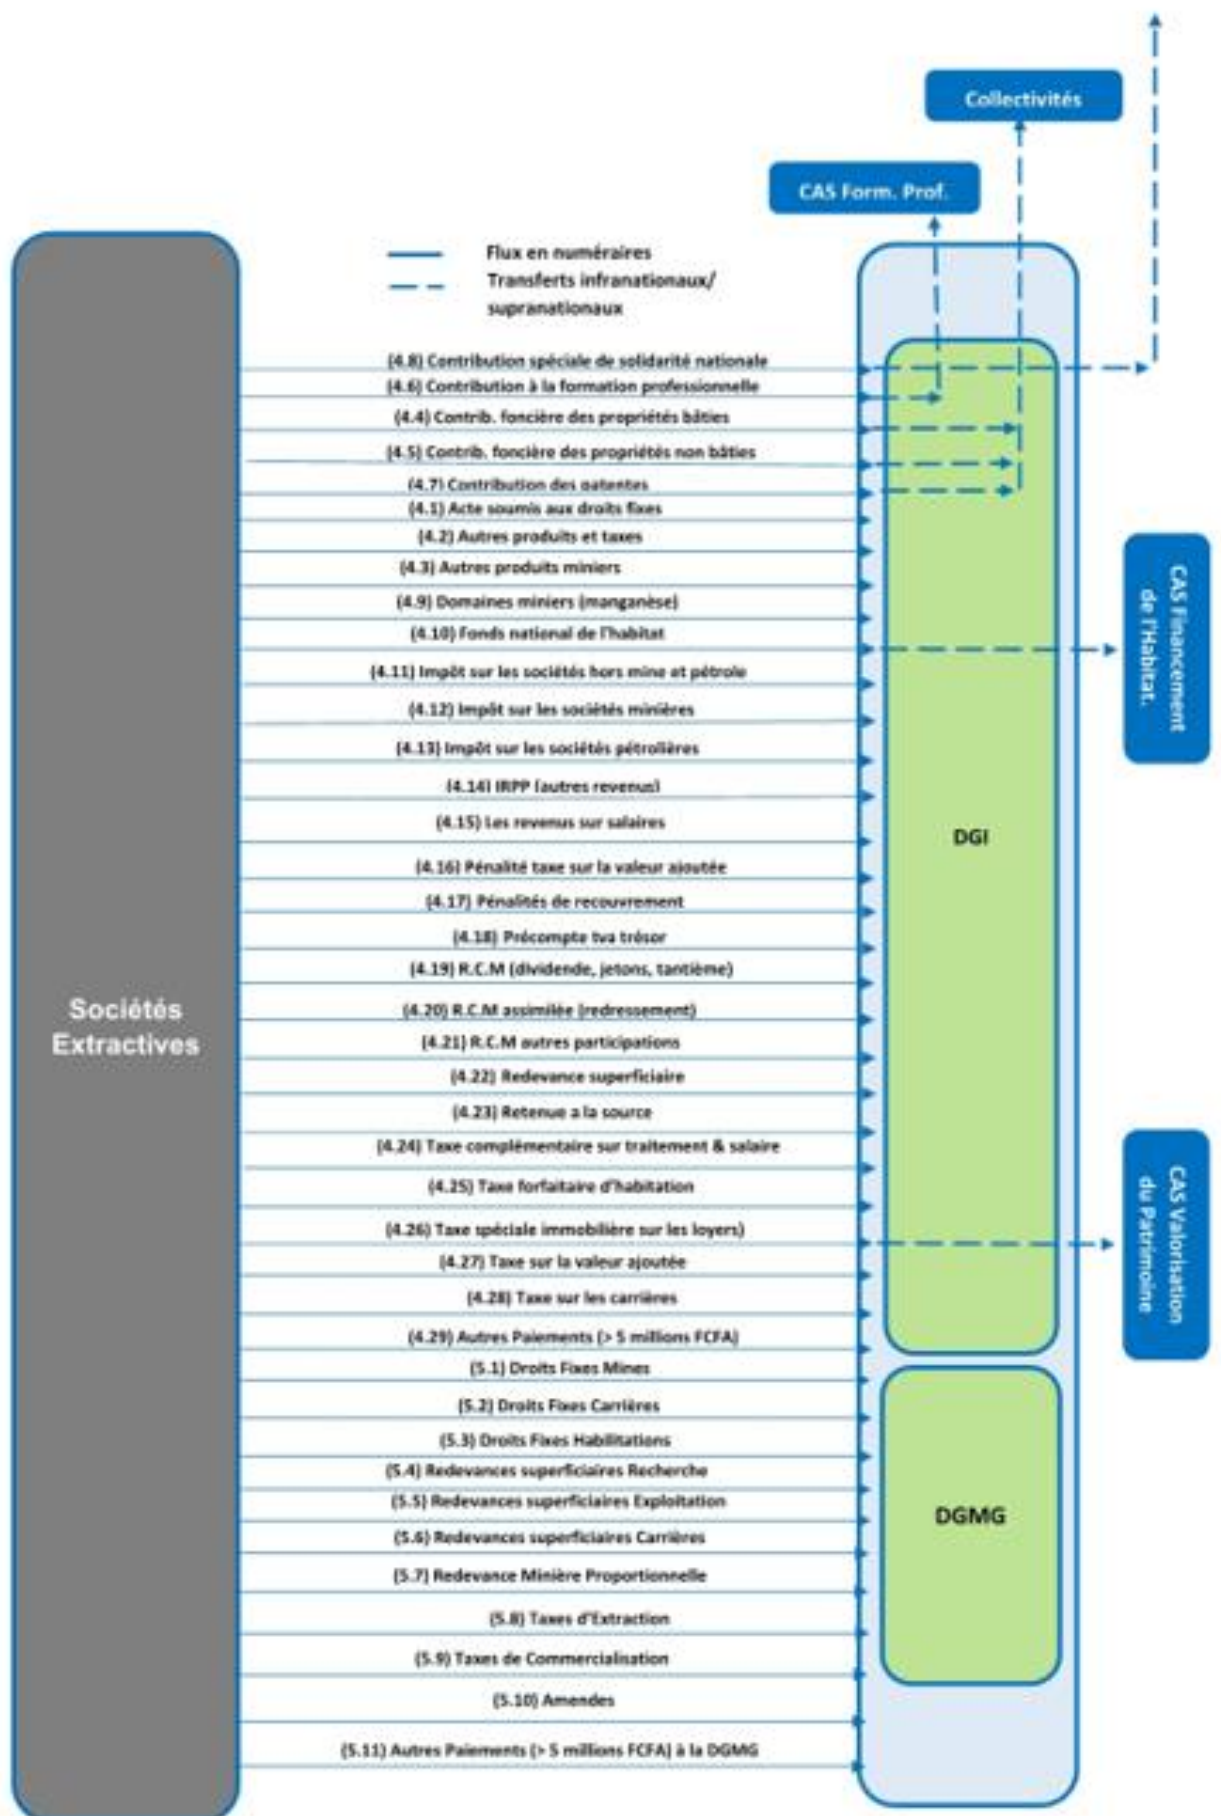 Collectivités
CAS Form. Prof.
Flux en numéraires
Transferts infranationaux/
supranationaux
(4.8) Contribution spéciale de solidarité nationale
(4.6) Contribution à la formation professionnelle
(4.4) Contrib. foncière des propriétés bâties
(4.5) Contrib. foncière des propriétés non bâties
(4.7) Contribution des patentes
(4.1) Acte soumis aux droits fixes
(4.2) Autres produits et taxes
(4.3) Autres produits miniers
(4.9) Domaines miniers (manganèse)
(4.10) Fonds national de l'habitat
CAS Financement
de l'Habitat.
(4.11) Impôt sur les sociétés hors mine et pétrole
(4.12) Impôt sur les sociétés minières
(4.13) Impôt sur les sociétés pétrolières
(4.14) IRPP (autres revenus)
(4.15) Les revenus sur salaires
DGI
(4.16) Pénalité taxe sur la valeur ajoutée
(4.17) Pénalités de recouvrement
(4.18) Précompte tva trésor
(4.19) R.C.M (dividende, jetons, tantième)
Sociétés
Extractives
(4.20) R.C.M assimilée (redressement)
(4.21) R.C.M autres participations
(4.22) Redevance superficiaire
(4.23) Retenue a la source
(4.24) Taxe complémentaire sur traitement & salaire
(4.25) Taxe forfaitaire d'habitation
(4.26) Taxe spéciale immobilière sur les loyers)
CAS Valorisation
du Patrimoine
(4.27) Taxe sur la valeur ajoutée
(4.28) Taxe sur les carrières
(4.29) Autres Paiements (> 5 millions FCFA)
(5.1) Droits Fixes Mines
(5.2) Droits Fixes Carrières
(5.3) Droits Fixes Habilitations
(5.4) Redevances superficiaires Recherche
(5.5) Redevances superficiaires Exploitation
DGMG
(5.6) Redevances superficiaires Carrières
(5.7) Redevance Minière Proportionnelle
(5.8) Taxes d'Extraction
(5.9) Taxes de Commercialisation
(5.10) Amendes
(5.11) Autres Paiements (> 5 millions FCFA) à la DGMG